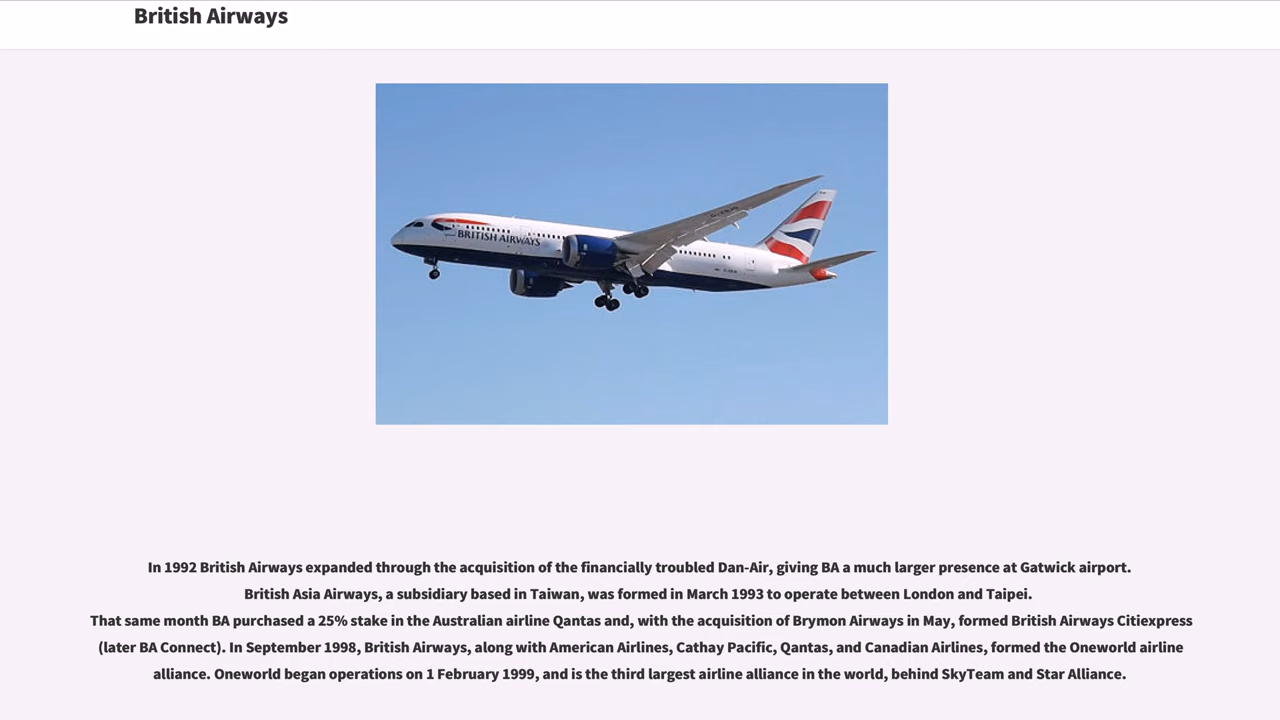 British Airways
BRITISH AIRWAYS
In 1992 British Airways expanded through the acquisition of the financially troubled Dan-Air, giving BA a much larger presence at Gatwick airport.
British Asia Airways, a subsidiary based in Taiwan, was formed in March 1993 to operate between London and Taipei.
That same month BA purchased a 25% stake in the Australian airline Qantas and, with the acquisition of Brymon Airways in May, formed British Airways Citiexpress
(later BA Connect). In September 1998, British Airways, along with American Airlines, Cathay Pacific, Qantas, and Canadian Airlines, formed the Oneworld airline
alliance. Oneworld began operations on 1 February 1999, and is the third largest airline alliance in the world, behind SkyTeam and Star Alliance.